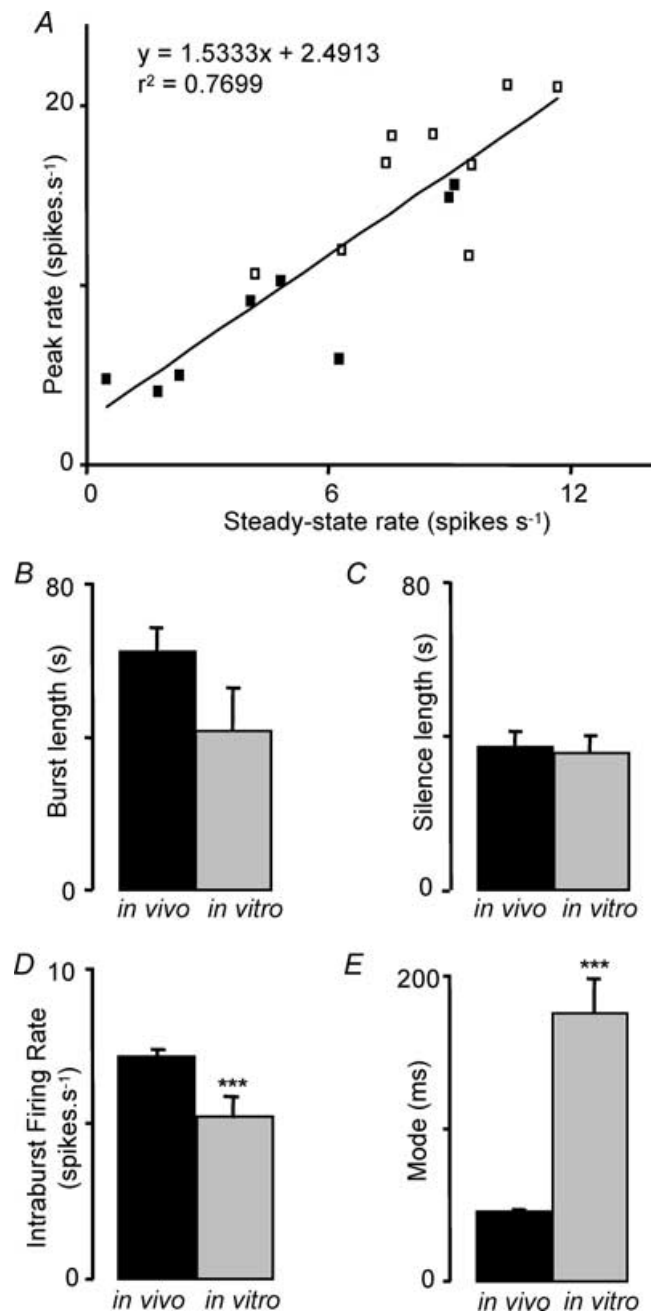 A
y = 1.5333x + 2.4913
r² = 0.7699
20
Peak rate (spikes.s⁻¹)
0
0
6
12
Steady-state rate (spikes s⁻¹)
B
80
Burst length (s)
0
in vivo
in vitro
C
80
Silence length (s)
0
in vivo
in vitro
D
10
Intraburst Firing Rate
(spikes.s⁻¹)
***
0
in vivo
in vitro
E
200
Mode (ms)
***
0
in vivo
in vitro